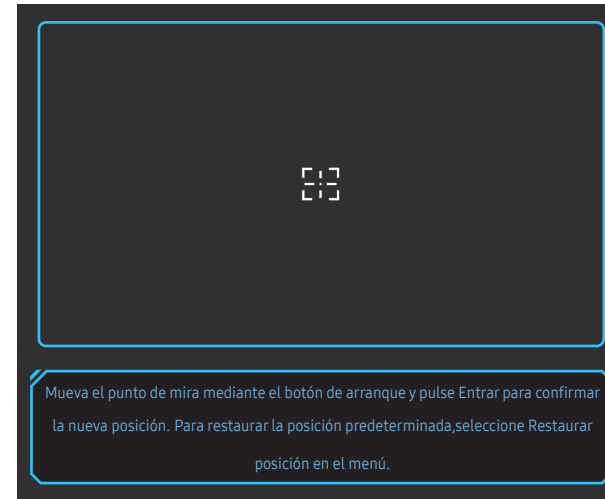 Mueva el punto de mira mediante el botón de arranque y pulse Entrar para confirmar
la nueva posición. Para restaurar la posición predeterminada,seleccione Restaurar
posición en el menú.